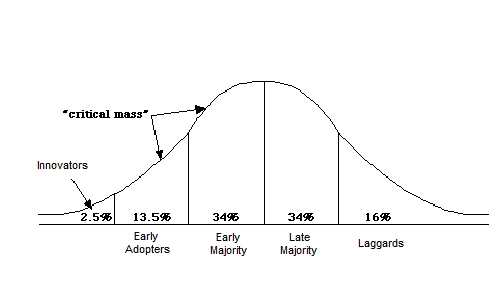 "critical mass"
Innovators
2.5%
13.5%
34%
34%
16%
Early
Adopters
Early
Majority
Late
Majority
Laggards